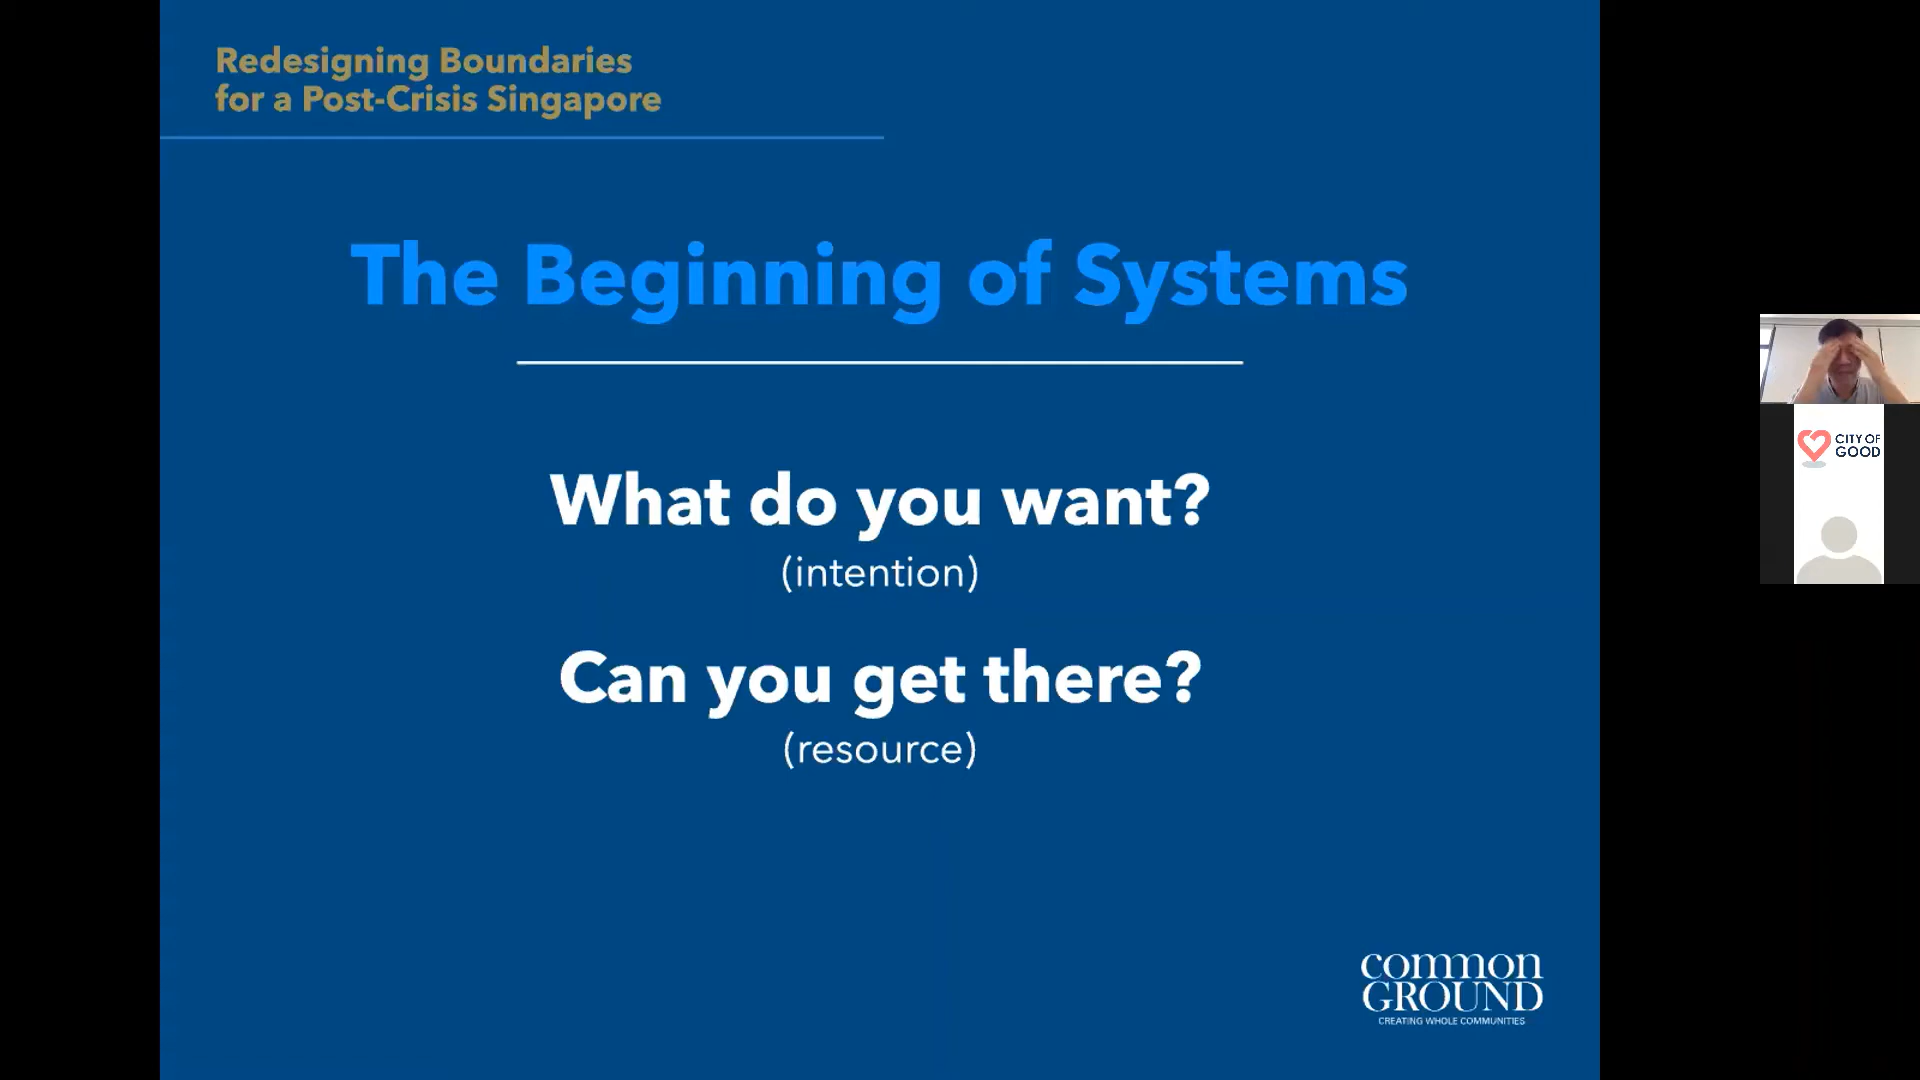 Redesigning Boundaries
for a Post-Crisis Singapore
The Beginning of Systems
What do you want?
(intention)
Can you get there?
(resource)
CITY OF
GOOD
common
GROUND
CREATING WHOLE COMMUNITIES